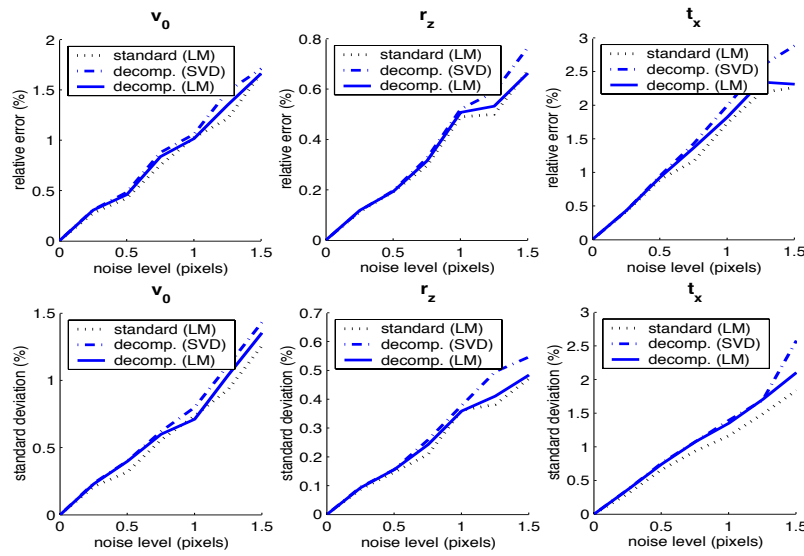 v0
2
1.5
1
0.5
0
relative error (%)
standard (LM)
decomp. (SVD)
decomp. (LM)
0 0.5 1 1.5
noise level (pixels)
rz
0.8
0.6
0.4
0.2
0
relative error (%)
standard (LM)
decomp. (SVD)
decomp. (LM)
0 0.5 1 1.5
noise level (pixels)
tx
3
2.5
2
1.5
1
0.5
0
relative error (%)
standard (LM)
decomp. (SVD)
decomp. (LM)
0 0.5 1 1.5
noise level (pixels)
v0
1.5
1
0.5
0
standard deviation (%)
standard (LM)
decomp. (SVD)
decomp. (LM)
0 0.5 1 1.5
noise level (pixels)
rz
0.7
0.6
0.5
0.4
0.3
0.2
0.1
0
standard deviation (%)
standard (LM)
decomp. (SVD)
decomp. (LM)
0 0.5 1 1.5
noise level (pixels)
tx
3
2.5
2
1.5
1
0.5
0
standard deviation (%)
standard (LM)
decomp. (SVD)
decomp. (LM)
0 0.5 1 1.5
noise level (pixels)